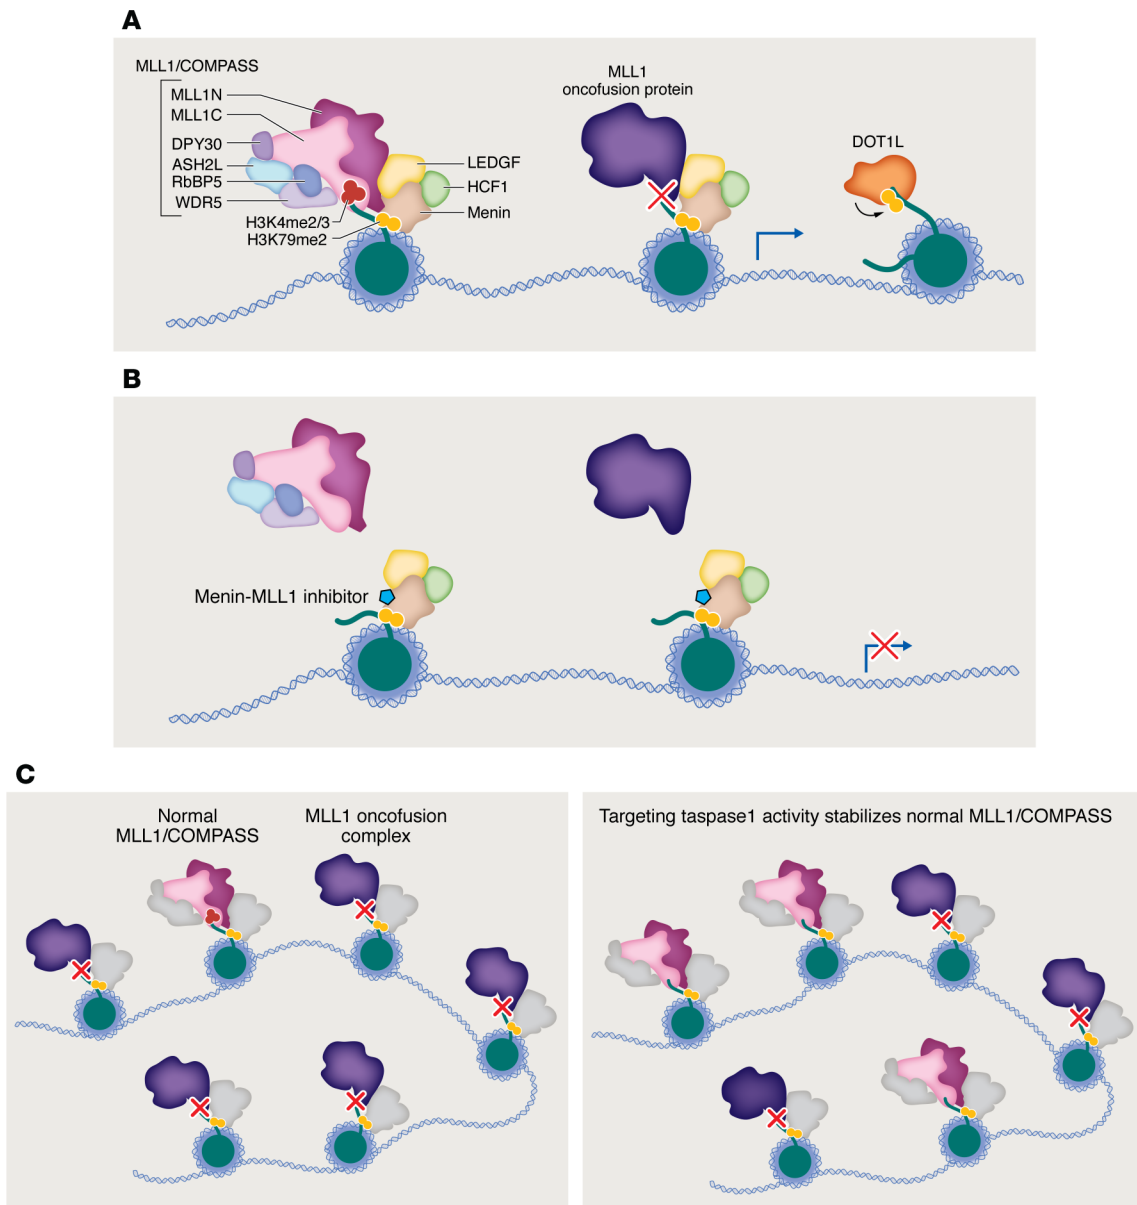 A
MLL1/COMPASS
MLL1N
MLL1C
DPY30
ASH2L
RbBP5
WDR5
H3K4me2/3
H3K79me2
LEDGF
HCF1
Menin
MLL1
oncofusion protein
DOT1L
B
Menin-MLL1 inhibitor
C
Normal
MLL1/COMPASS
MLL1 oncofusion
complex
Targeting taspase1 activity stabilizes normal MLL1/COMPASS